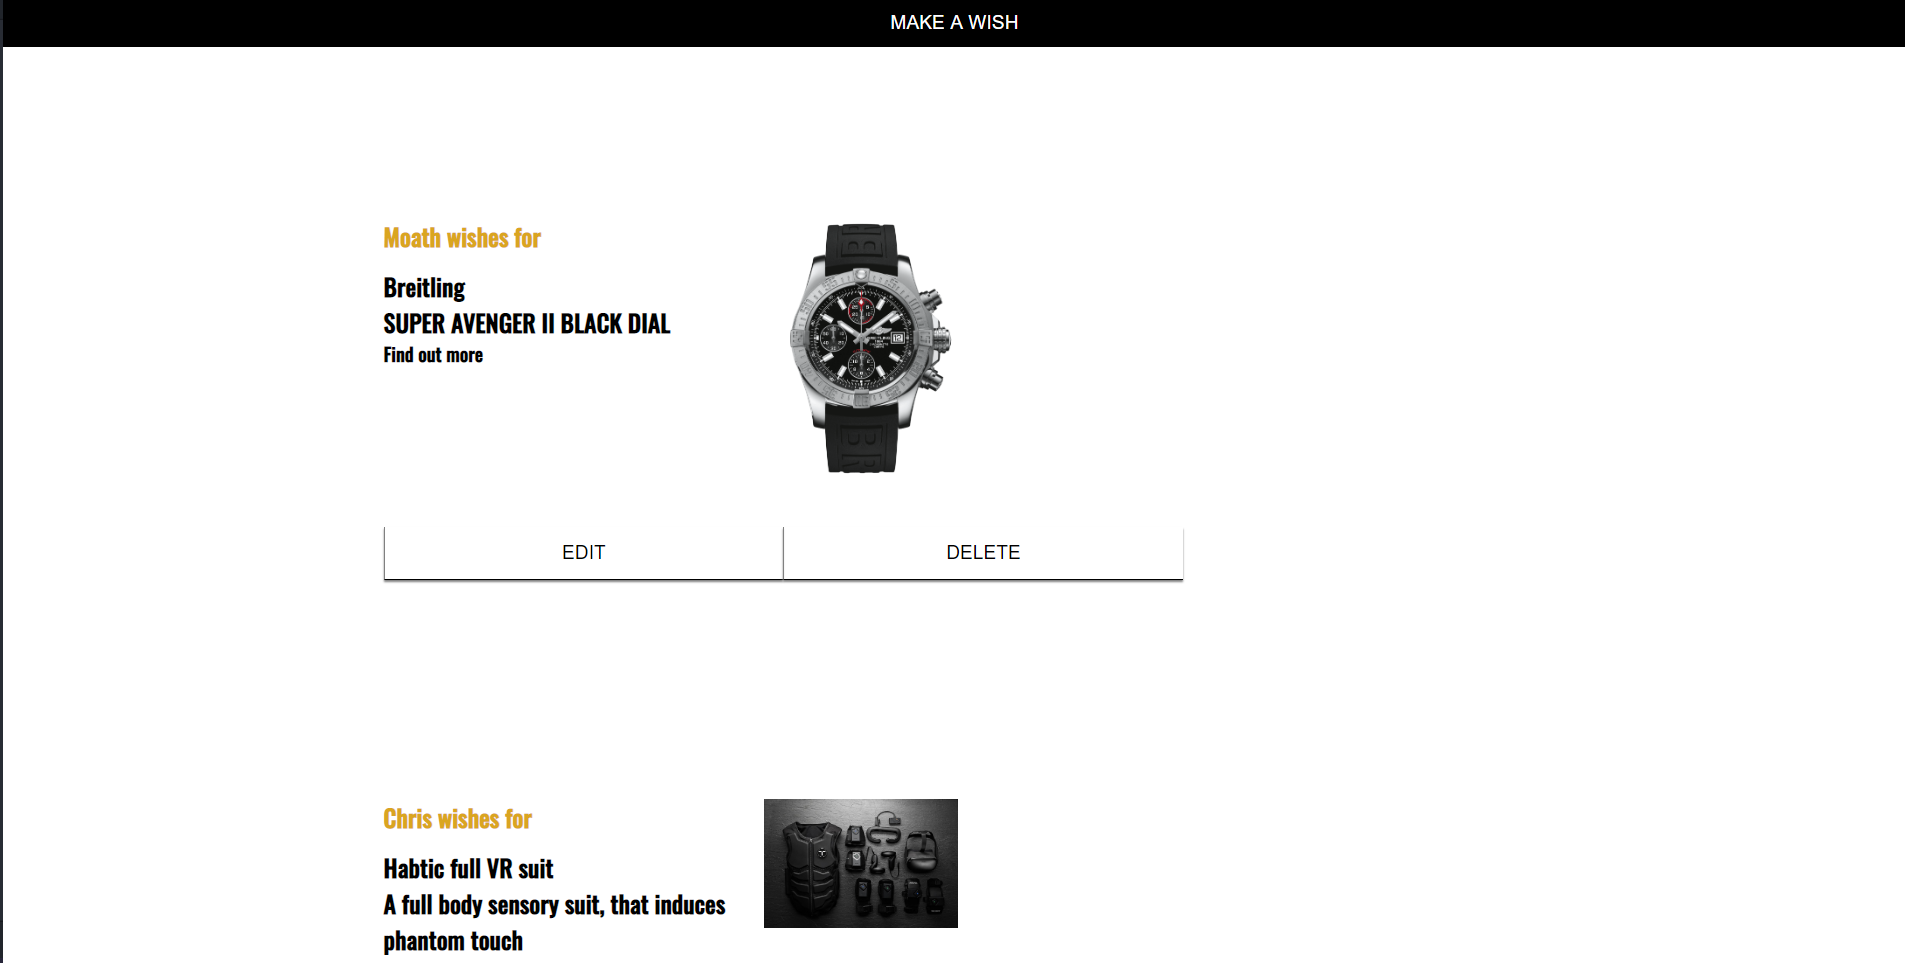 MAKE A WISH
Moath wishes for
Breitling
SUPER AVENGER II BLACK DIAL
Find out more
EDIT
DELETE
Chris wishes for
Habtic full VR suit
A full body sensory suit, that induces
phantom touch